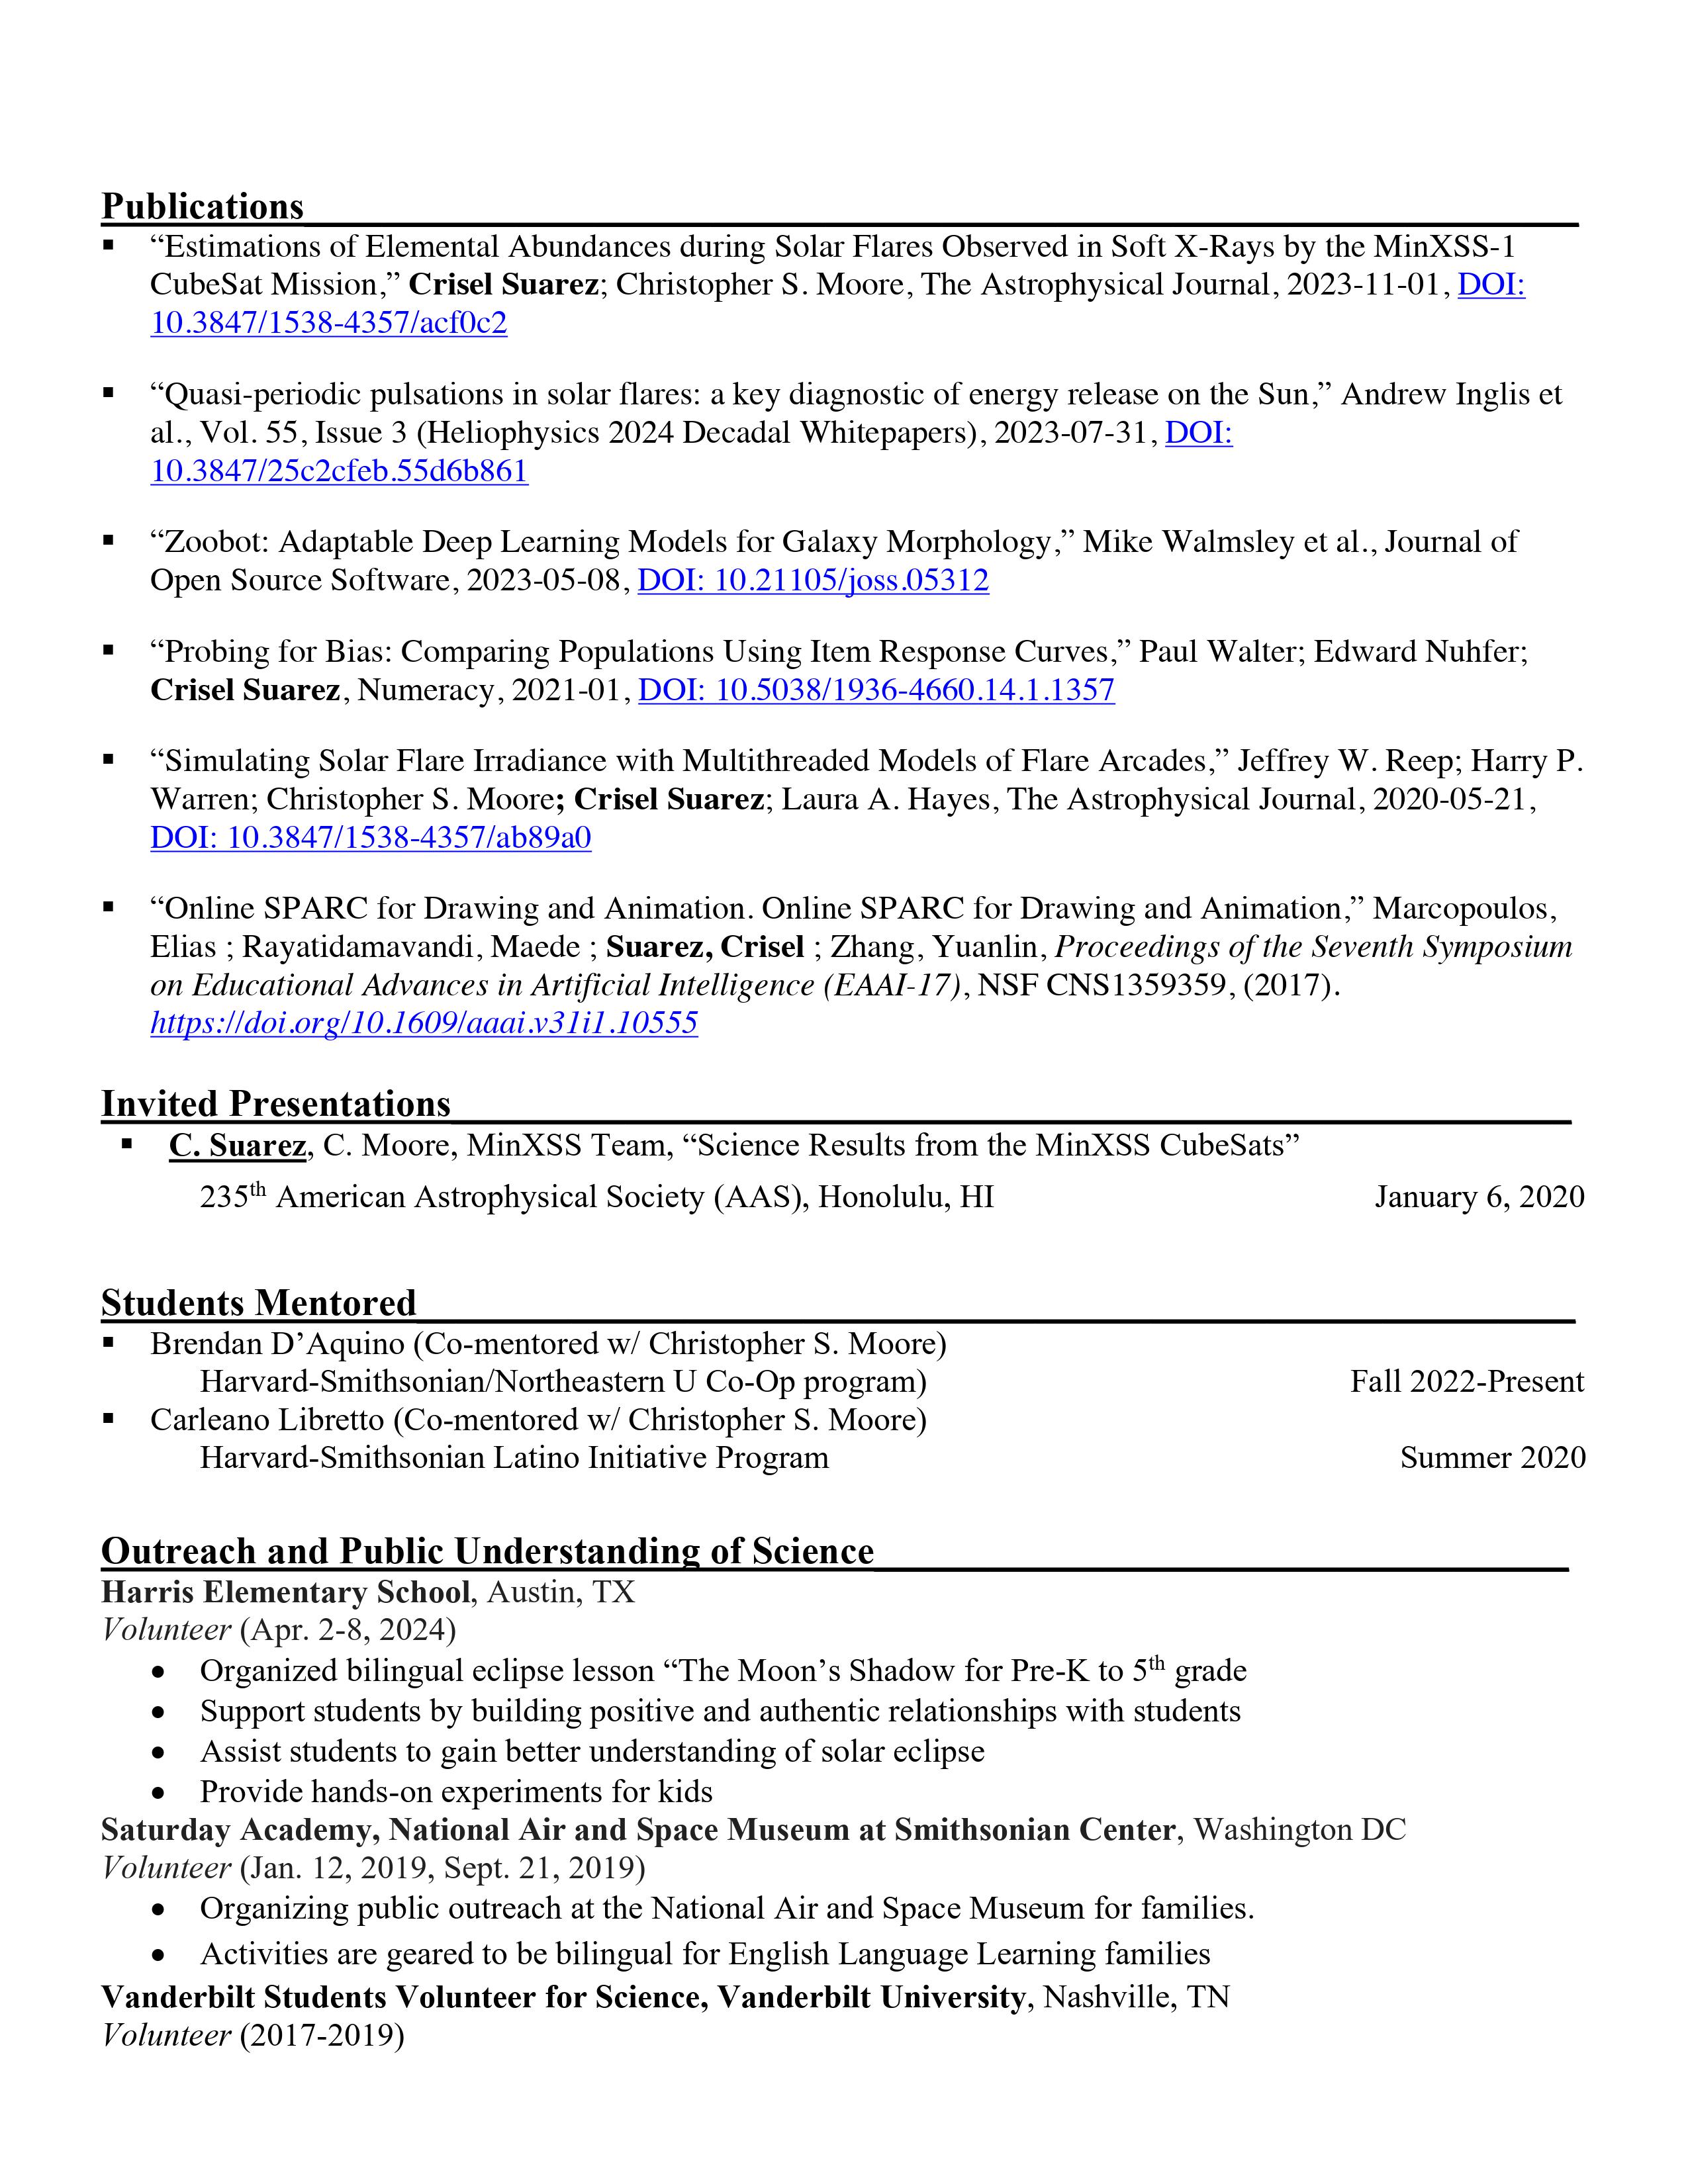 Publications
▪ “Estimations of Elemental Abundances during Solar Flares Observed in Soft X-Rays by the MinXSS-1
CubeSat Mission,” Crisel Suarez; Christopher S. Moore, The Astrophysical Journal, 2023-11-01, DOI:
10.3847/1538-4357/acf0c2
▪ “Quasi-periodic pulsations in solar flares: a key diagnostic of energy release on the Sun,” Andrew Inglis et
al., Vol. 55, Issue 3 (Heliophysics 2024 Decadal Whitepapers), 2023-07-31, DOI:
10.3847/25c2cfeb.55d6b861
▪ “Zoobot: Adaptable Deep Learning Models for Galaxy Morphology,” Mike Walmsley et al., Journal of
Open Source Software, 2023-05-08, DOI: 10.21105/joss.05312
▪ “Probing for Bias: Comparing Populations Using Item Response Curves,” Paul Walter; Edward Nuhfer;
Crisel Suarez, Numeracy, 2021-01, DOI: 10.5038/1936-4660.14.1.1357
▪ “Simulating Solar Flare Irradiance with Multithreaded Models of Flare Arcades,” Jeffrey W. Reep; Harry P.
Warren; Christopher S. Moore; Crisel Suarez; Laura A. Hayes, The Astrophysical Journal, 2020-05-21,
DOI: 10.3847/1538-4357/ab89a0
▪ “Online SPARC for Drawing and Animation. Online SPARC for Drawing and Animation,” Marcopoulos,
Elias ; Rayatidamavandi, Maede ; Suarez, Crisel ; Zhang, Yuanlin, Proceedings of the Seventh Symposium
on Educational Advances in Artificial Intelligence (EAAI-17), NSF CNS1359359, (2017).
https://doi.org/10.1609/aaai.v31i1.10555
Invited Presentations
▪ C. Suarez, C. Moore, MinXSS Team, “Science Results from the MinXSS CubeSats”
235th American Astrophysical Society (AAS), Honolulu, HI January 6, 2020
Students Mentored
▪ Brendan D’Aquino (Co-mentored w/ Christopher S. Moore)
Harvard-Smithsonian/Northeastern U Co-Op program) Fall 2022-Present
▪ Carleano Libretto (Co-mentored w/ Christopher S. Moore)
Harvard-Smithsonian Latino Initiative Program Summer 2020
Outreach and Public Understanding of Science
Harris Elementary School, Austin, TX
Volunteer (Apr. 2-8, 2024)
• Organized bilingual eclipse lesson “The Moon’s Shadow for Pre-K to 5th grade
• Support students by building positive and authentic relationships with students
• Assist students to gain better understanding of solar eclipse
• Provide hands-on experiments for kids
Saturday Academy, National Air and Space Museum at Smithsonian Center, Washington DC
Volunteer (Jan. 12, 2019, Sept. 21, 2019)
• Organizing public outreach at the National Air and Space Museum for families.
• Activities are geared to be bilingual for English Language Learning families
Vanderbilt Students Volunteer for Science, Vanderbilt University, Nashville, TN
Volunteer (2017-2019)